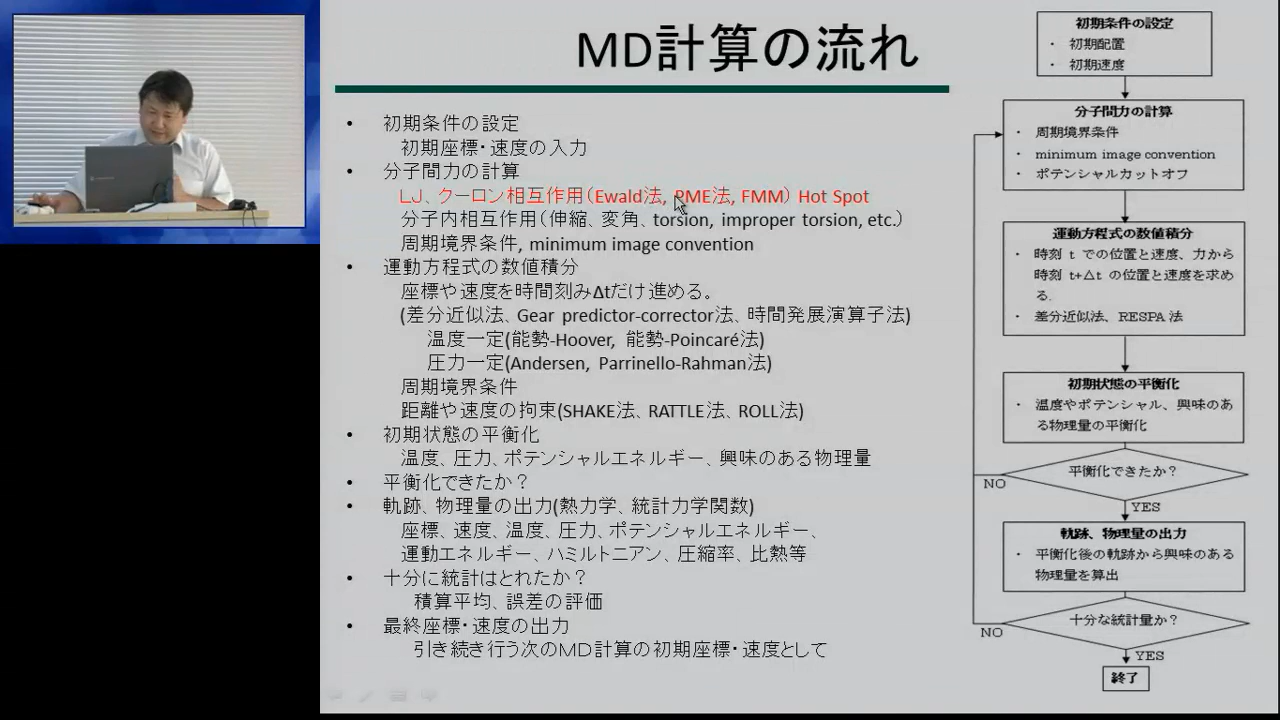 MD計算の流れ
• 初期条件の設定
初期座標・速度の入力
• 分子間力の計算
LJ、クーロン相互作用（Ewald法, PME法, FMM） Hot Spot
分子内相互作用（伸縮、変角、torsion, improper torsion, etc.）
周期境界条件, minimum image convention
• 運動方程式の数値積分
座標や速度を時間刻みΔtだけ進める。
(差分近似法、Gear predictor-corrector法、時間発展演算子法)
温度一定(能勢-Hoover, 能勢-Poincaré法)
圧力一定(Andersen, Parrinello-Rahman法)
周期境界条件
距離や速度の拘束(SHAKE法、RATTLE法、ROLL法)
• 初期状態の平衡化
温度、圧力、ポテンシャルエネルギー、興味のある物理量
• 平衡化できたか？
• 軌跡、物理量の出力(熱力学、統計力学関数)
座標、速度、温度、圧力、ポテンシャルエネルギー、
運動エネルギー、ハミルトニアン、圧縮率、比熱等
• 十分に統計はとれたか？
積算平均、誤差の評価
• 最終座標・速度の出力
引き続き行う次のMD計算の初期座標・速度として
初期条件の設定
・ 初期配置
・ 初期速度
分子間力の計算
・ 周期境界条件
・ minimum image convention
・ ポテンシャルカットオフ
運動方程式の数値積分
・ 時刻 t での位置と速度、力から
時刻 t+Δt の位置と速度を求め
る.
・ 差分近似法、RESPA 法
初期状態の平衡化
・ 温度やポテンシャル、興味のあ
る物理量の平衡化
平衡化できたか？
NO
YES
軌跡、物理量の出力
・ 平衡化後の軌跡から興味のある
物理量を算出
十分な統計量か？
NO
YES
終了